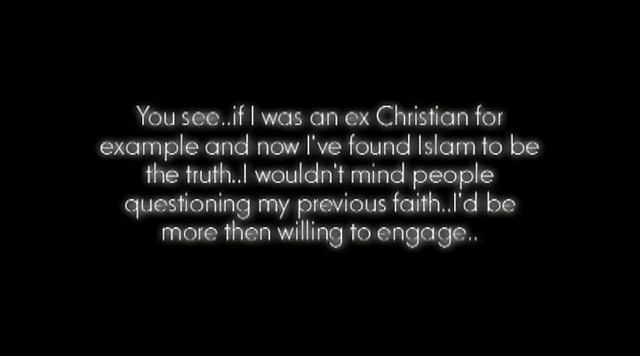 You see..if I was an ex Christian for
example and now I've found Islam to be
the truth..I wouldn't mind people
questioning my previous faith..I'd be
more then willing to engage..